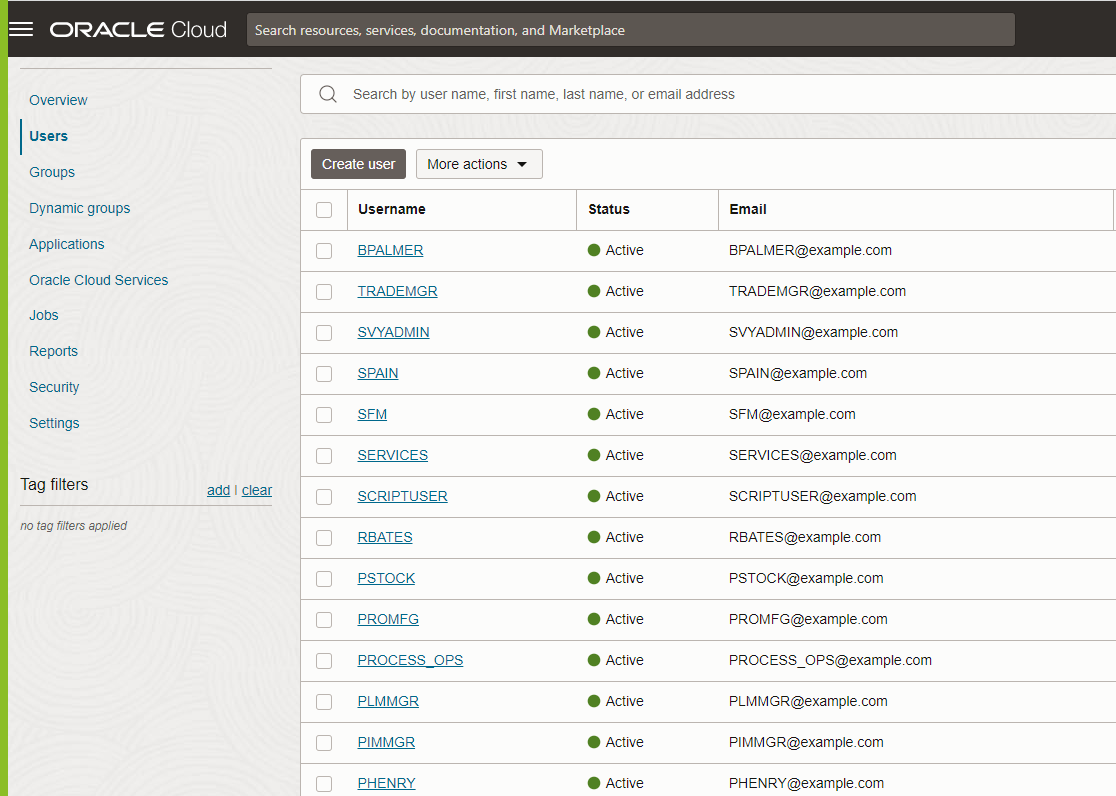 ORACLE Cloud
Search resources, services, documentation, and Marketplace
Overview
Users
Groups
Dynamic groups
Applications
Oracle Cloud Services
Jobs
Reports
Security
Settings
Tag filters
add | clear
no tag filters applied
Search by user name, first name, last name, or email address
Create user More actions
Username Status Email
BPALMER Active BPALMER@example.com
TRADEMGR Active TRADEMGR@example.com
SVYADMIN Active SVYADMIN@example.com
SPAIN Active SPAIN@example.com
SFM Active SFM@example.com
SERVICES Active SERVICES@example.com
SCRIPTUSER Active SCRIPTUSER@example.com
RBATES Active RBATES@example.com
PSTOCK Active PSTOCK@example.com
PROMFG Active PROMFG@example.com
PROCESS_OPS Active PROCESS_OPS@example.com
PLMMGR Active PLMMGR@example.com
PIMMGR Active PIMMGR@example.com
PHENRY Active PHENRY@example.com